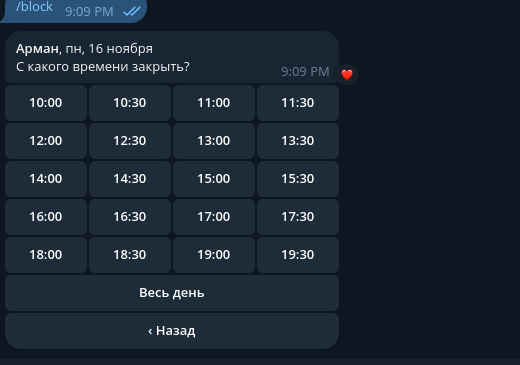 /block 9:09 PM
Арман, пн, 16 ноября
С какого времени закрыть?
9:09 PM
10:00 10:30 11:00 11:30
12:00 12:30 13:00 13:30
14:00 14:30 15:00 15:30
16:00 16:30 17:00 17:30
18:00 18:30 19:00 19:30
Весь день
‹ Назад